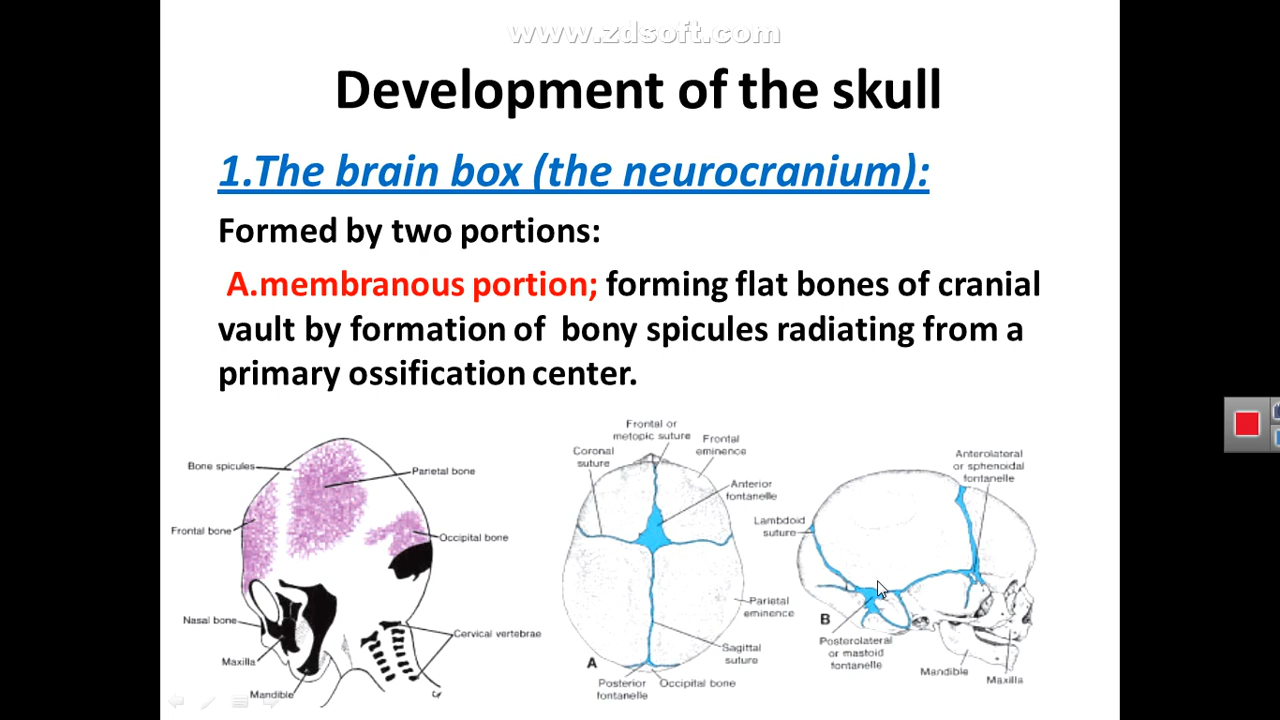 www.zdsoft.com
Development of the skull
1.The brain box (the neurocranium):
Formed by two portions:
A.membranous portion; forming flat bones of cranial
vault by formation of bony spicules radiating from a
primary ossification center.
Bone spicules
Parietal bone
Frontal bone
Occipital bone
Nasal bone
Cervical vertebrae
Maxilla
Mandible
Frontal or
metopic suture
Frontal
eminence
Coronal
suture
Anterior
fontanelle
Parietal
eminence
Sagittal
suture
A
Posterior
fontanelle
Occipital bone
Anterolateral
or sphenoidal
fontanelle
Lambdoid
suture
B
Posterolateral
or mastoid
fontanelle
Mandible
Maxilla